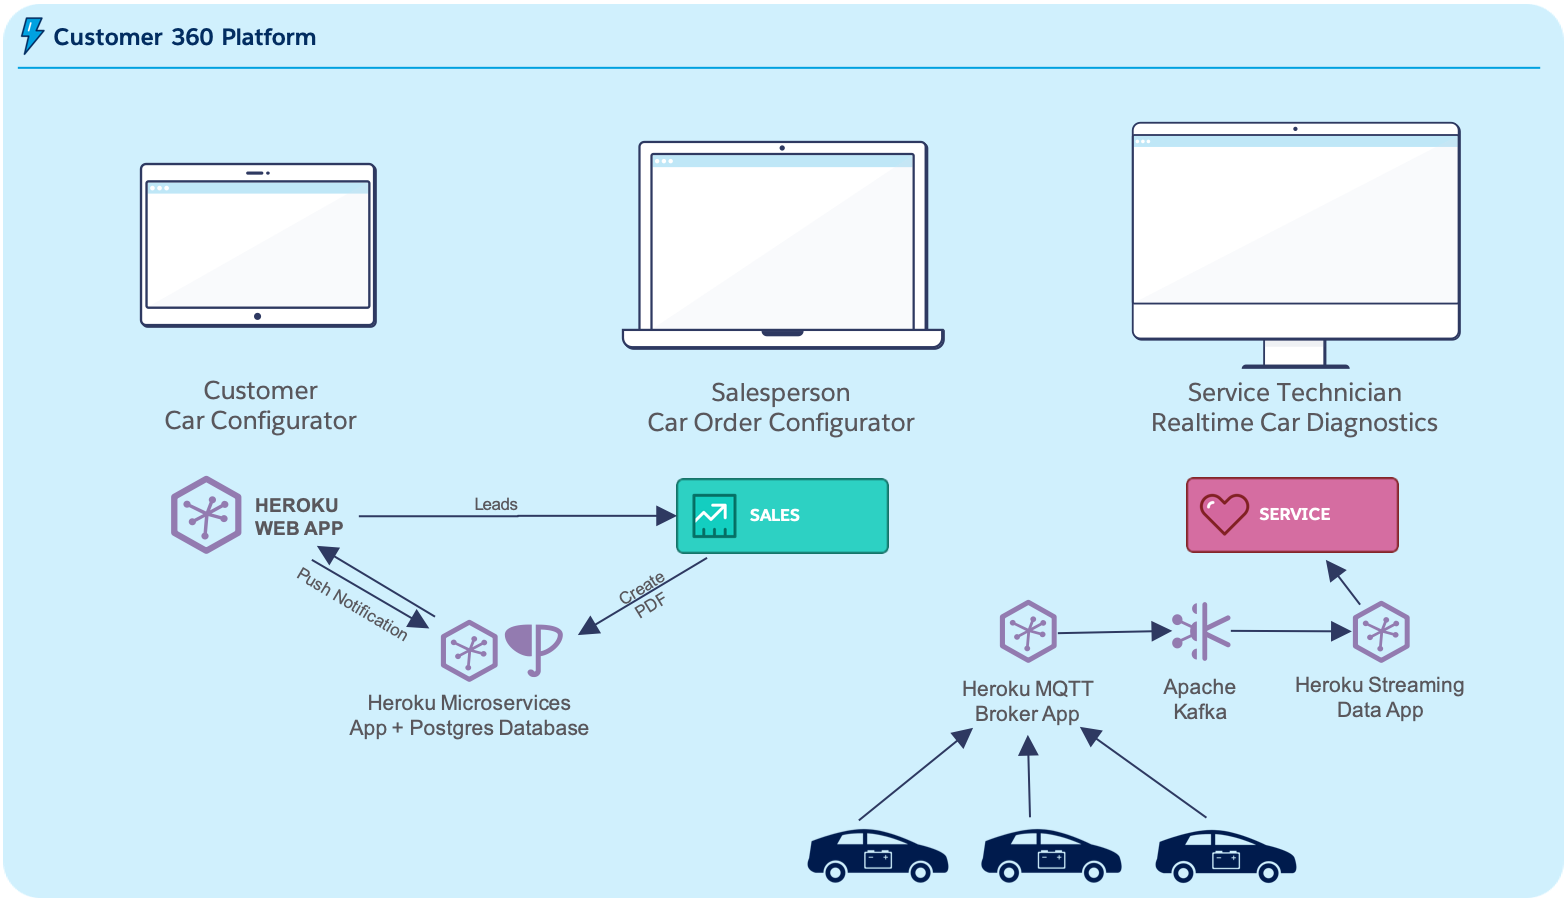 Customer 360 Platform
Customer
Car Configurator
Salesperson
Car Order Configurator
Service Technician
Realtime Car Diagnostics
HEROKU
WEB APP
Leads
SALES
SERVICE
Push Notification
Create
PDF
Heroku Microservices
App + Postgres Database
Heroku MQTT
Broker App
Apache
Kafka
Heroku Streaming
Data App